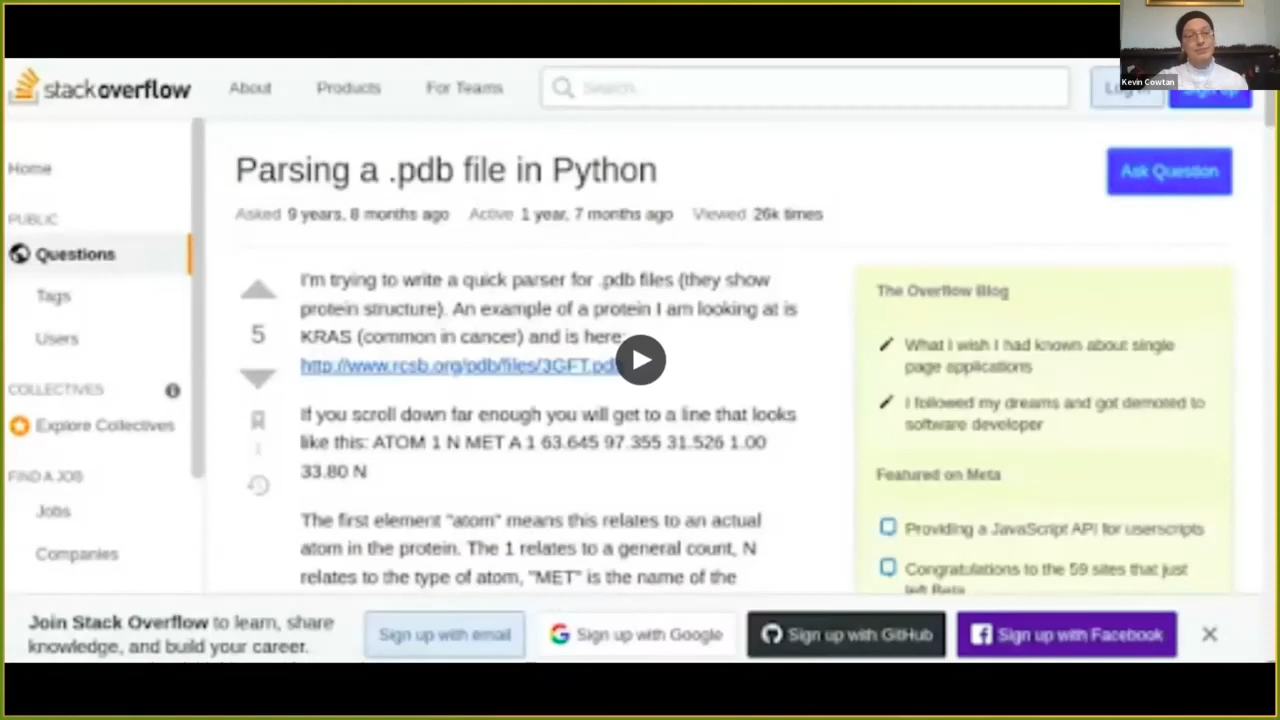 Kevin Cowtan
stackoverflow
About
Products
For Teams
Search
Log in
Sign up
Home
PUBLIC
Questions
Tags
Users
COLLECTIVES
Explore Collectives
FIND A JOB
Jobs
Companies
Parsing a .pdb file in Python
Ask Question
Asked 9 years, 8 months ago Active 1 year, 7 months ago Viewed 26k times
5
1
I'm trying to write a quick parser for .pdb files (they show
protein structure). An example of a protein I am looking at is
KRAS (common in cancer) and is here:
http://www.rcsb.org/pdb/files/3GFT.pdb
If you scroll down far enough you will get to a line that looks
like this: ATOM 1 N MET A 1 63.645 97.355 31.526 1.00
33.80 N
The first element "atom" means this relates to an actual
atom in the protein. The 1 relates to a general count, N
relates to the type of atom, "MET" is the name of the
The Overflow Blog
What I wish I had known about single
page applications
I followed my dreams and got demoted to
software developer
Featured on Meta
Providing a JavaScript API for userscripts
Congratulations to the 59 sites that just
left Beta
Join Stack Overflow to learn, share
knowledge, and build your career.
Sign up with email
Sign up with Google
Sign up with GitHub
Sign up with Facebook